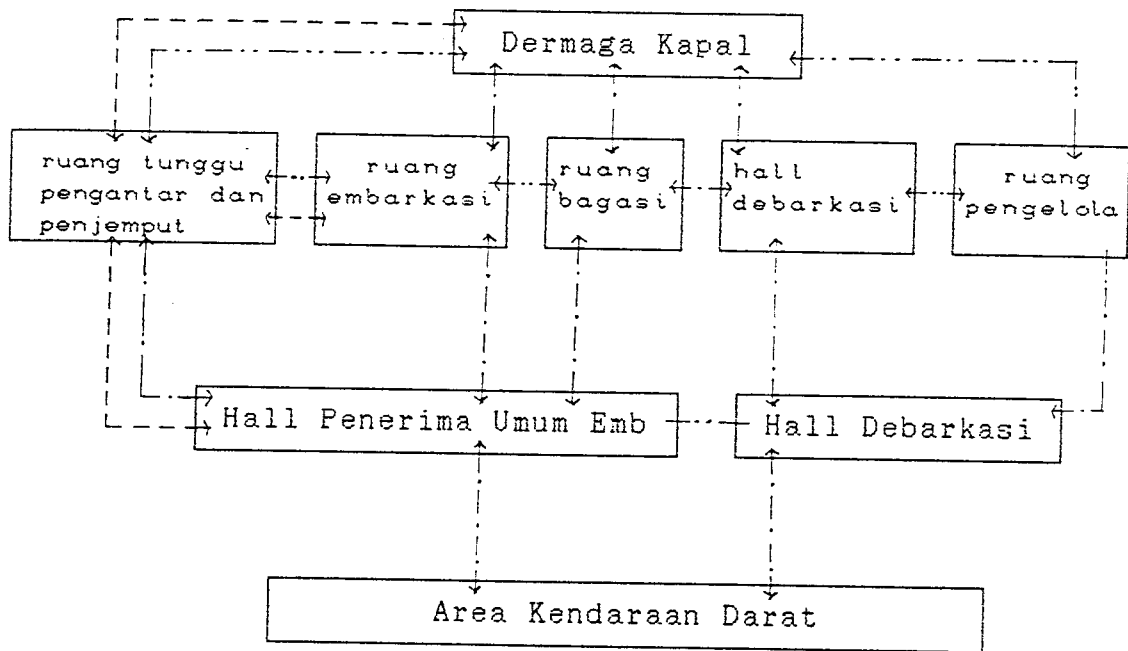 Dermaga Kapal
ruang tunggu
pengantar dan
penjemput
ruang
embarkasi
ruang
bagasi
hall
debarkasi
ruang
pengelola
Hall Penerima Umum Emb
Hall Debarkasi
Area Kendaraan Darat